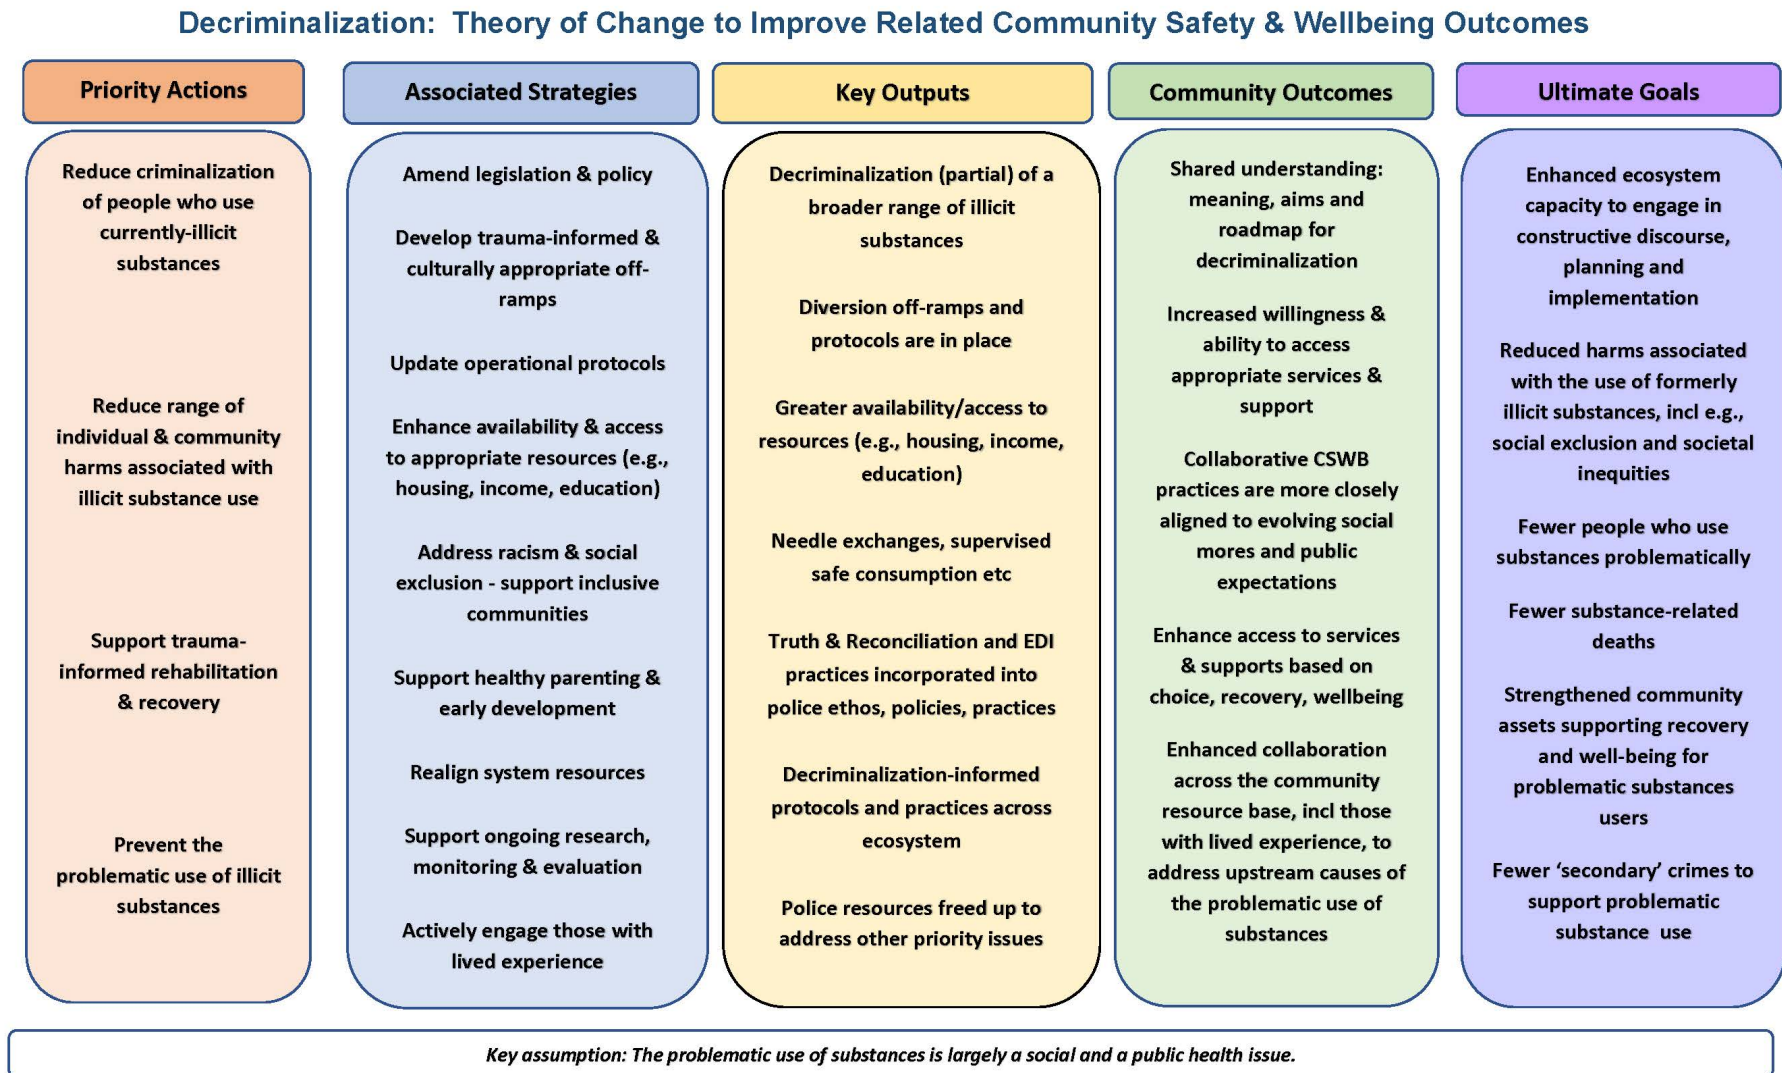 Decriminalization:  Theory of Change to Improve Related Community Safety & Wellbeing Outcomes
Priority Actions
Reduce criminalization
of people who use
currently-illicit
substances
Reduce range of
individual & community
harms associated with
illicit substance use
Support trauma-
informed rehabilitation
& recovery
Prevent the
problematic use of illicit
substances
Associated Strategies
Amend legislation & policy
Develop trauma-informed &
culturally appropriate off-
ramps
Update operational protocols
Enhance availability & access
to appropriate resources (e.g.,
housing, income, education)
Address racism & social
exclusion - support inclusive
communities
Support healthy parenting &
early development
Realign system resources
Support ongoing research,
monitoring & evaluation
Actively engage those with
lived experience
Key Outputs
Decriminalization (partial) of a
broader range of illicit
substances
Diversion off-ramps and
protocols are in place
Greater availability/access to
resources (e.g., housing, income,
education)
Needle exchanges, supervised
safe consumption etc
Truth & Reconciliation and EDI
practices incorporated into
police ethos, policies, practices
Decriminalization-informed
protocols and practices across
ecosystem
Police resources freed up to
address other priority issues
Community Outcomes
Shared understanding:
meaning, aims and
roadmap for
decriminalization
Increased willingness &
ability to access
appropriate services &
support
Collaborative CSWB
practices are more closely
aligned to evolving social
mores and public
expectations
Enhance access to services
& supports based on
choice, recovery, wellbeing
Enhanced collaboration
across the community
resource base, incl those
with lived experience, to
address upstream causes of
the problematic use of
substances
Ultimate Goals
Enhanced ecosystem
capacity to engage in
constructive discourse,
planning and
implementation
Reduced harms associated
with the use of formerly
illicit substances, incl e.g.,
social exclusion and societal
inequities
Fewer people who use
substances problematically
Fewer substance-related
deaths
Strengthened community
assets supporting recovery
and well-being for
problematic substances
users
Fewer ‘secondary’ crimes to
support problematic
substance  use
Key assumption: The problematic use of substances is largely a social and a public health issue.